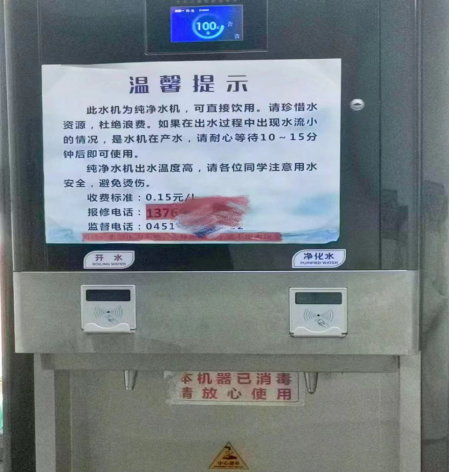 100
温馨提示
此水机为纯净水机，可直接饮用。请珍惜水
资源，杜绝浪费。如果在出水过程中出现水流小
的情况，是水机在产水，请耐心等待10～15分
钟后即可使用。
纯净水机出水温度高，请各位同学注意用水
安全，避免烫伤。
收费标准：0.15元/L
报修电话：1376
监督电话：0451
开水
BOILING WATER
净化水
PURIFIED WATER
本机器已消毒
请放心使用
小心烫手